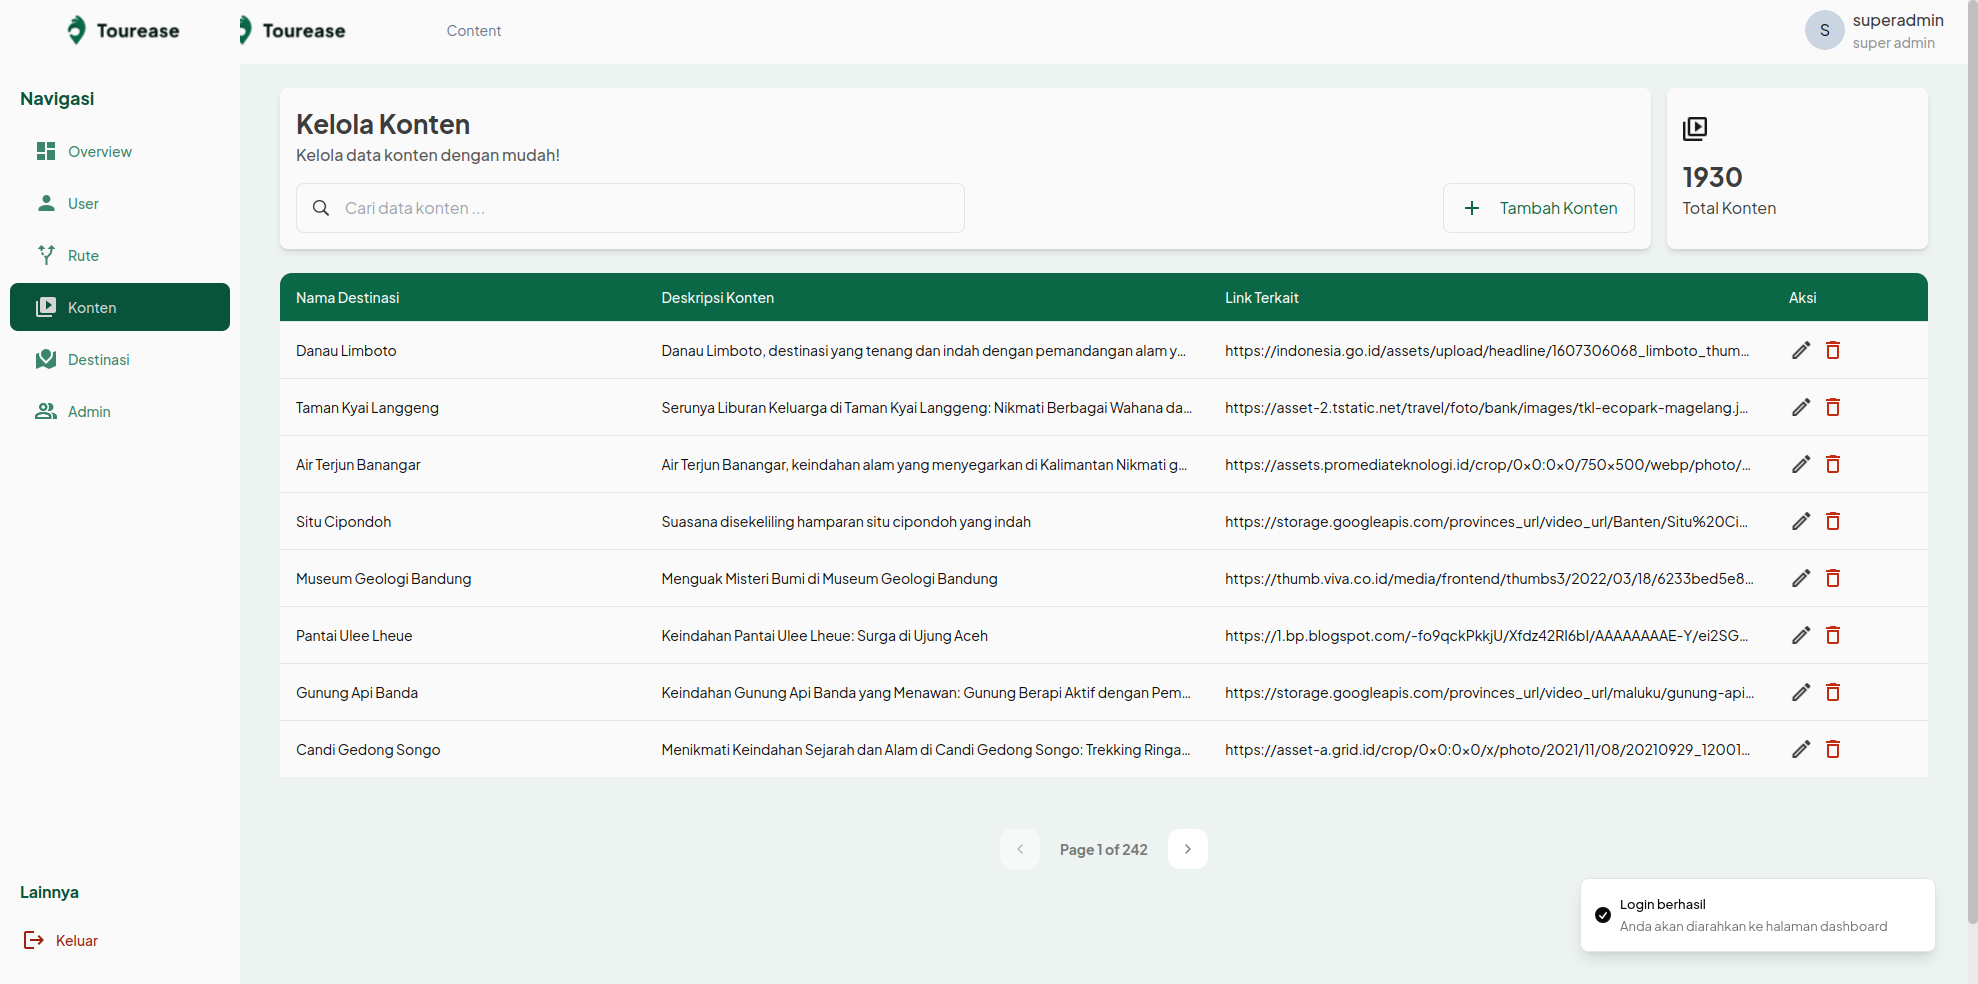 Tourease
Tourease
Content
S
superadmin
super admin
Navigasi
Overview
User
Rute
Konten
Destinasi
Admin
Lainnya
Keluar
Kelola Konten
Kelola data konten dengan mudah!
Cari data konten ...
Tambah Konten
1930
Total Konten
Nama Destinasi Deskripsi Konten Link Terkait Aksi
Danau Limboto Danau Limboto, destinasi yang tenang dan indah dengan pemandangan alam y... https://indonesia.go.id/assets/upload/headline/1607306068_limboto_thum...
Taman Kyai Langgeng Serunya Liburan Keluarga di Taman Kyai Langgeng: Nikmati Berbagai Wahana da... https://asset-2.tstatic.net/travel/foto/bank/images/tkl-ecopark-magelang.j...
Air Terjun Banangar Air Terjun Banangar, keindahan alam yang menyegarkan di Kalimantan Nikmati g... https://assets.promediateknologi.id/crop/0x0:0x0/750x500/webp/photo/...
Situ Cipondoh Suasana disekeliling hamparan situ cipondoh yang indah https://storage.googleapis.com/provinces_url/video_url/Banten/Situ%20Ci...
Museum Geologi Bandung Menguak Misteri Bumi di Museum Geologi Bandung https://thumb.viva.co.id/media/frontend/thumbs3/2022/03/18/6233bed5e8...
Pantai Ulee Lheue Keindahan Pantai Ulee Lheue: Surga di Ujung Aceh https://1.bp.blogspot.com/-fo9qckPkkjU/Xfdz42RI6bI/AAAAAAAAE-Y/ei2SG...
Gunung Api Banda Keindahan Gunung Api Banda yang Menawan: Gunung Berapi Aktif dengan Pem... https://storage.googleapis.com/provinces_url/video_url/maluku/gunung-api...
Candi Gedong Songo Menikmati Keindahan Sejarah dan Alam di Candi Gedong Songo: Trekking Ringa... https://asset-a.grid.id/crop/0x0:0x0/x/photo/2021/11/08/20210929_12001...
Page 1 of 242
Login berhasil
Anda akan diarahkan ke halaman dashboard